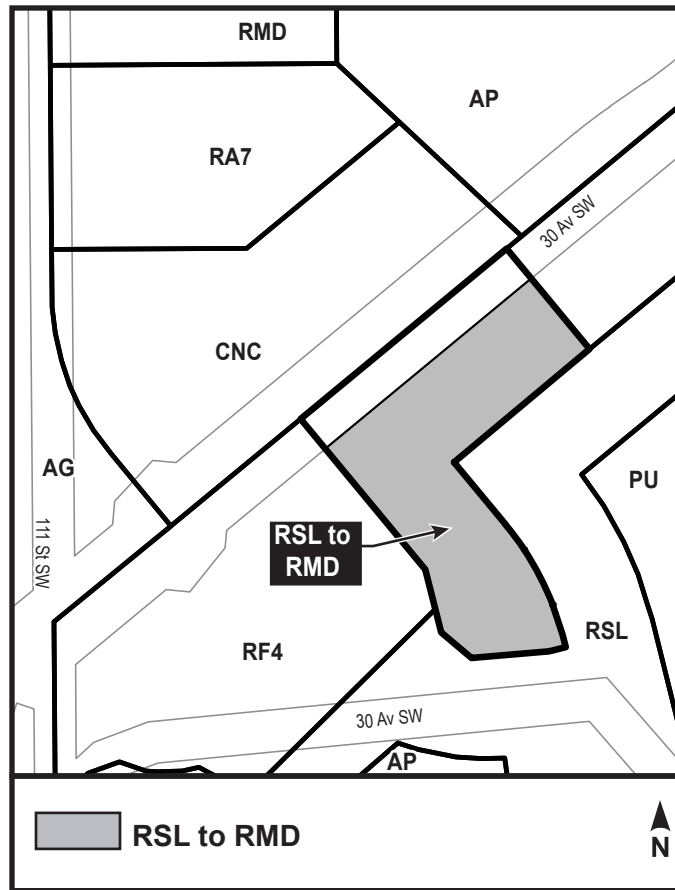 RMD
AP
RA7
30 Av SW
CNC
AG
PU
111 St SW
RSL to
RMD
RSL
RF4
30 Av SW
AP
RSL to RMD
N